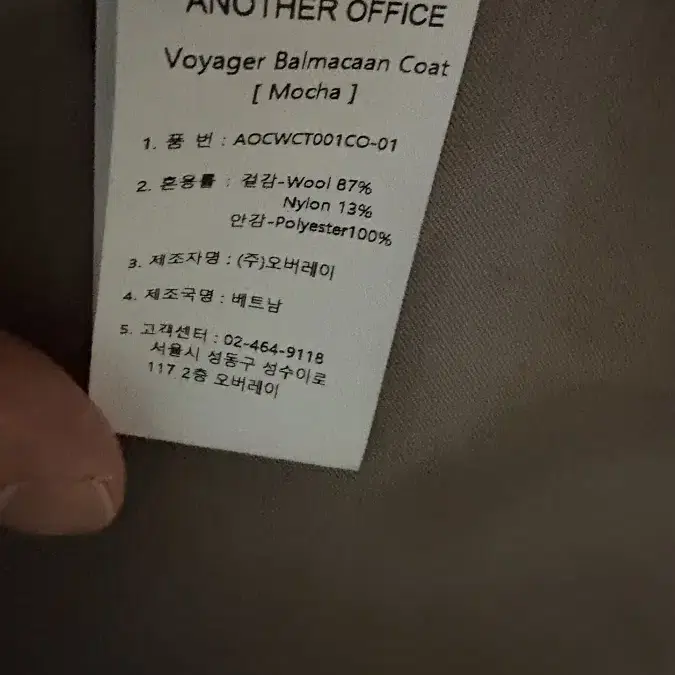 ANOTHER OFFICE
Voyager Balmacaan Coat
[ Mocha ]
1. 품 번 : AOCWCT001CO-01
2. 혼용률 : 겉감-Wool 87%
Nylon 13%
안감-Polyester100%
3. 제조자명 : (주)오버레이
4. 제조국명 : 베트남
5. 고객센터 : 02-464-9118
서울시 성동구 성수이로
117 2층 오버레이